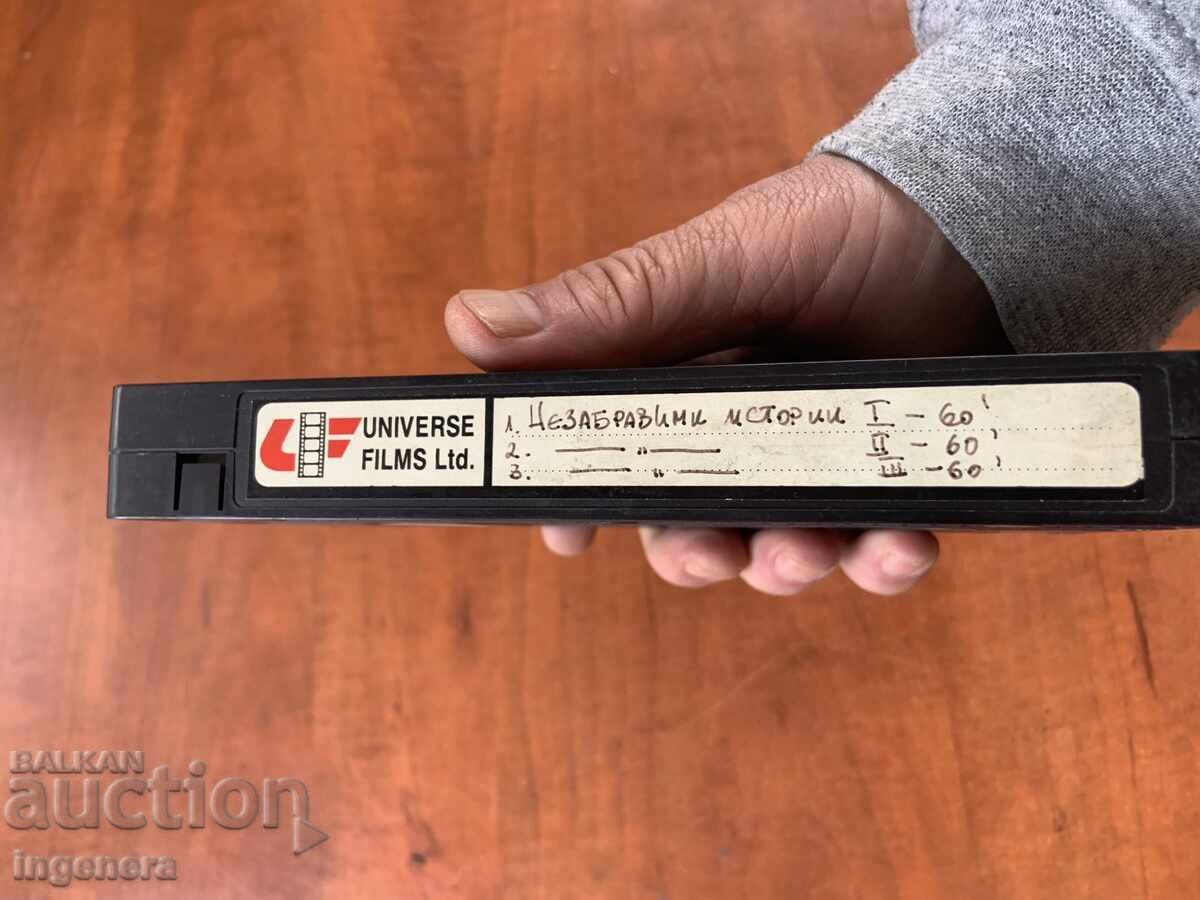 UNIVERSE
FILMS Ltd.
1. НЕЗАБРАВИМИ ИСТОРИИ I – 60'
2. —— " —— II – 60'
3. —— " —— III – 60'
BALKAN
auction
ingenera